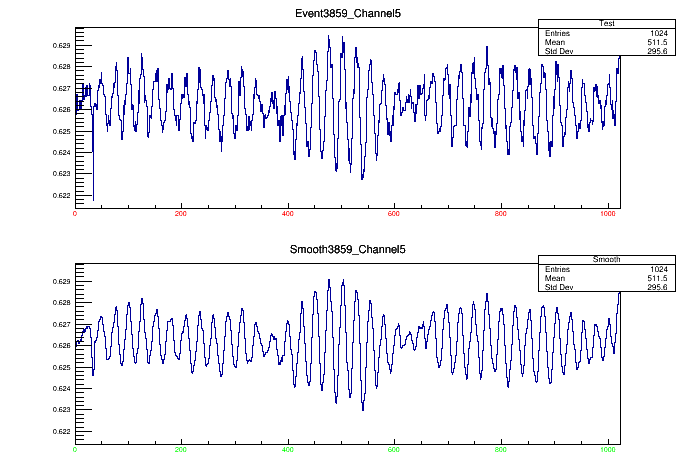 Event3859_Channel5
Test
Entries 1024
Mean 511.5
Std Dev 295.6
0.629
0.628
0.627
0.626
0.625
0.624
0.623
0.622
0 200 400 600 800 1000
Smooth3859_Channel5
Smooth
Entries 1024
Mean 511.5
Std Dev 295.6
0.629
0.628
0.627
0.626
0.625
0.624
0.623
0.622
0 200 400 600 800 1000